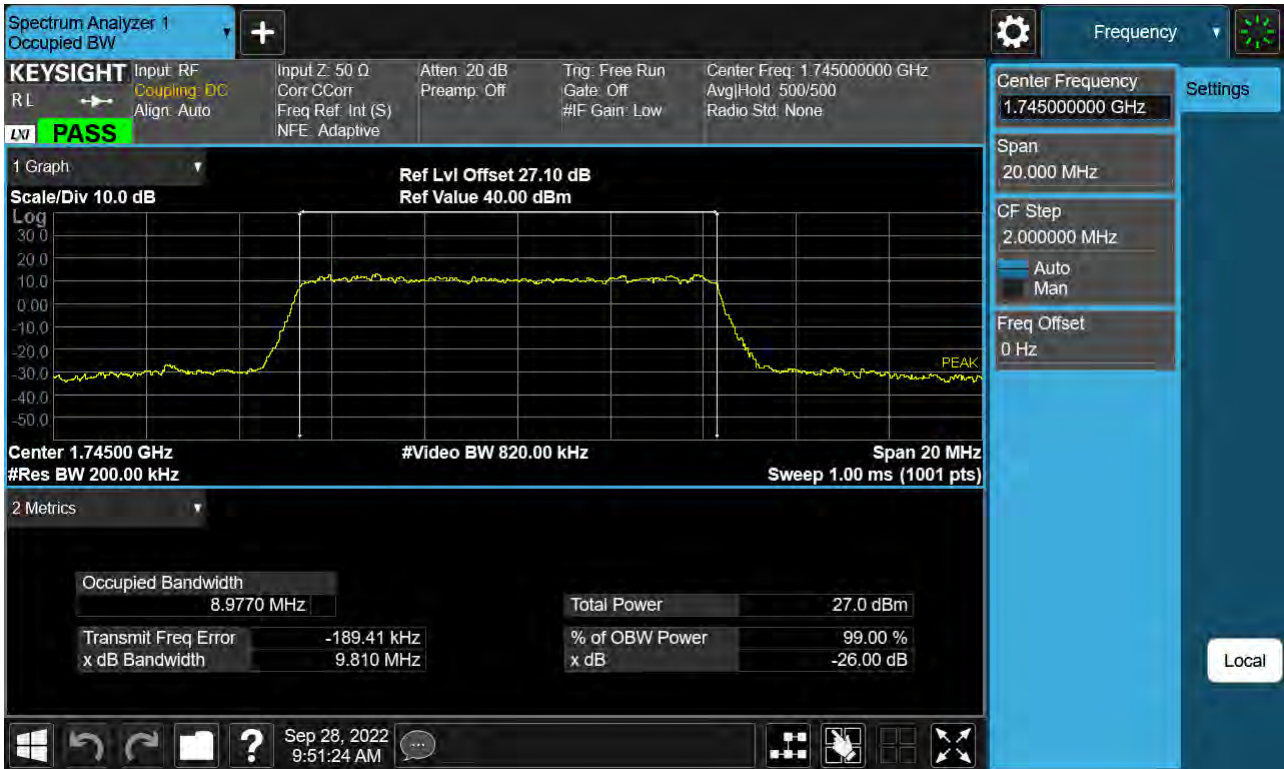 Spectrum Analyzer 1
Occupied BW
+
Frequency
KEYSIGHT
R L
LXI
PASS
Input: RF
Coupling: DC
Align: Auto
Input Z: 50 Ω
Corr CCorr
Freq Ref: Int (S)
NFE: Adaptive
Atten: 20 dB
Preamp: Off
Trig: Free Run
Gate: Off
#IF Gain: Low
Center Freq: 1.745000000 GHz
Avg|Hold: 500/500
Radio Std: None
Center Frequency
1.745000000 GHz
Settings
Span
20.000 MHz
CF Step
2.000000 MHz
Auto
Man
Freq Offset
0 Hz
Local
1 Graph
Scale/Div 10.0 dB
Ref Lvl Offset 27.10 dB
Ref Value 40.00 dBm
Log
30.0
20.0
10.0
0.00
-10.0
-20.0
-30.0
-40.0
-50.0
PEAK
Center 1.74500 GHz
#Video BW 820.00 kHz
Span 20 MHz
#Res BW 200.00 kHz
Sweep 1.00 ms (1001 pts)
2 Metrics
Occupied Bandwidth
8.9770 MHz
Total Power 27.0 dBm
Transmit Freq Error -189.41 kHz
% of OBW Power 99.00 %
x dB Bandwidth 9.810 MHz
x dB -26.00 dB
?
Sep 28, 2022
9:51:24 AM